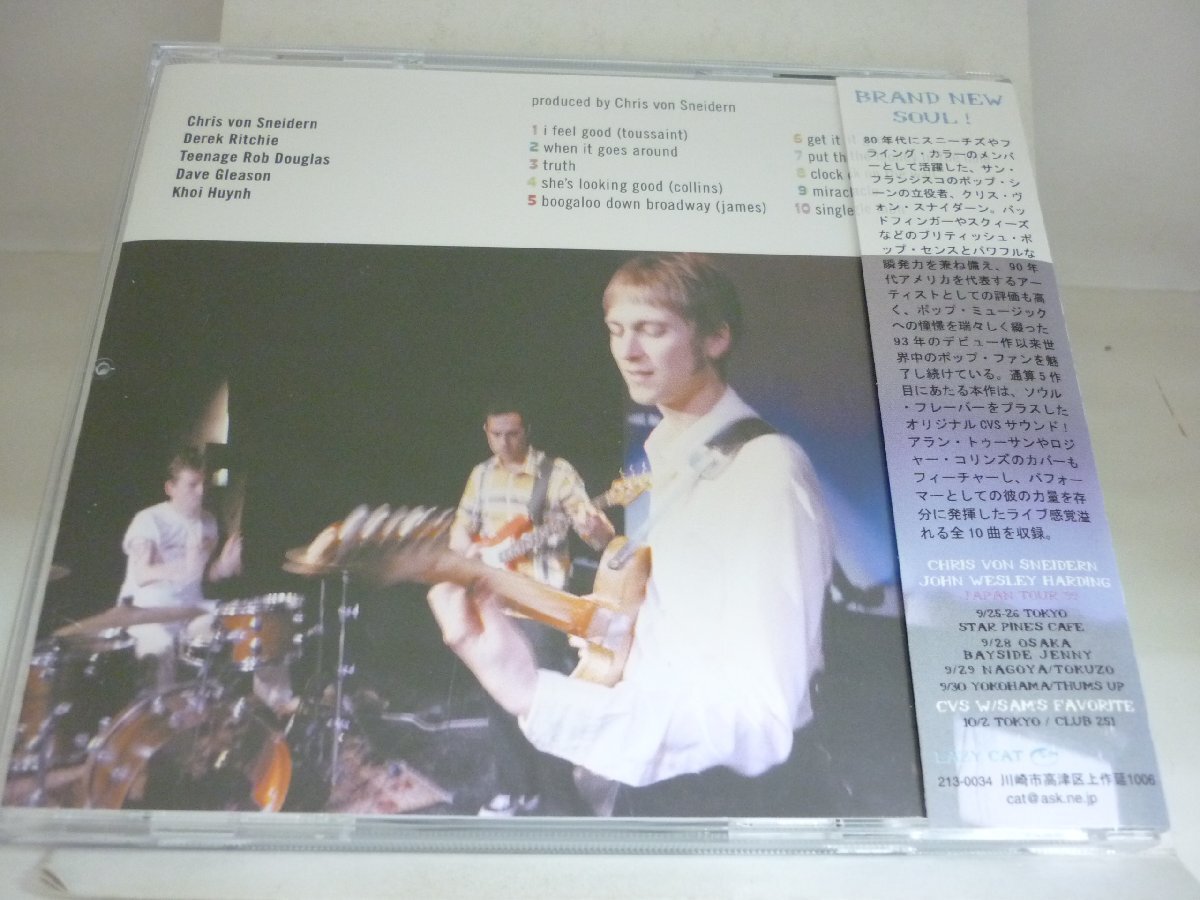 Chris von Sneidern
Derek Ritchie
Teenage Rob Douglas
Dave Gleason
Khoi Huynh
produced by Chris von Sneidern
1 i feel good (toussaint)
2 when it goes around
3 truth
4 she's looking good (collins)
5 boogaloo down broadway (james)
6 get it
7 put th
8 clock
9 mirac
10 single
BRAND NEW
SOUL!
80年代にスニーチズやフ
ライング・カラーのメンバ
ーとして活躍した、サン・
フランシスコのポップ・シ
ーンの立役者、クリス・ヴ
ォン・スナイダーン。バッ
ドフィンガーやスクィーズ
などのブリティッシュ・ポ
ップ・センスとパワフルな
瞬発力を兼ね備え、90年
代アメリカを代表するアー
ティストとしての評価も高
く、ポップ・ミュージック
への憧憬を瑞々しく綴った
93年のデビュー作以来世
界中のポップ・ファンを魅
了し続けている。通算5作
目にあたる本作は、ソウル
・フレーバーをプラスした
オリジナルCVSサウンド!
アラン・トゥーサンやロジ
ャー・コリンズのカバーも
フィーチャーし、パフォー
マーとしての彼の力量を存
分に発揮したライブ感覚溢
れる全10曲を収録。
CHRIS VON SNEIDERN
JOHN WESLEY HARDING
JAPAN TOUR 99
9/25-26 TOKYO
STAR PINES CAFE
9/28 OSAKA
BAYSIDE JENNY
9/29 NAGOYA/TOKUZO
9/30 YOKOHAMA/THUMS UP
CVS W/SAMS FAVORITE
10/2 TOKYO / CLUB 251
LAZY CAT
213-0034 川崎市高津区上作延1006
cat@ask.ne.jp